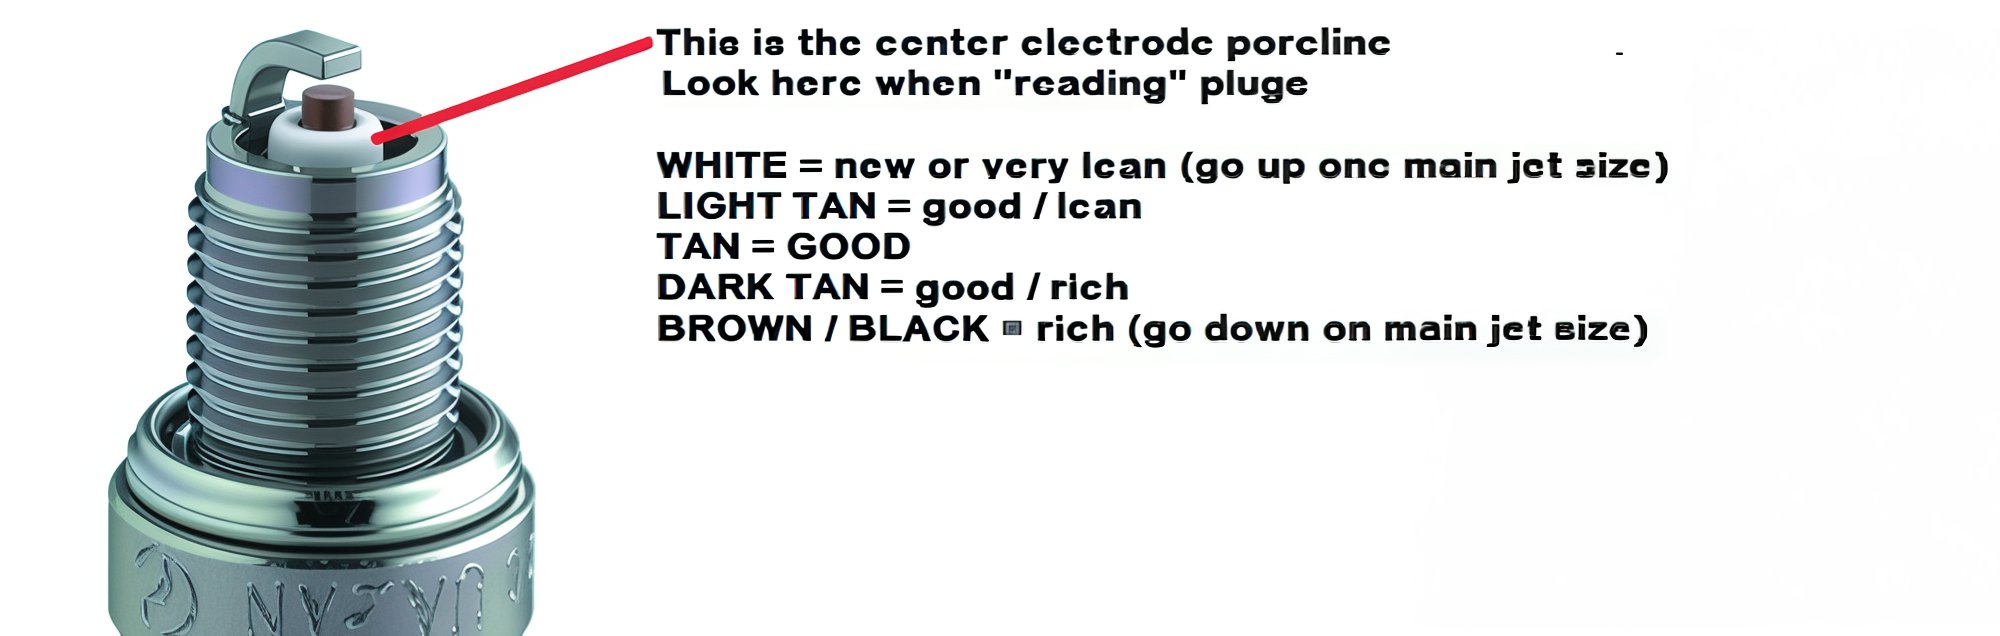 This is the center electrode porcline
Look here when "reading" plugs
WHITE = new or very lean (go up one main jet size)
LIGHT TAN = good / lean
TAN = GOOD
DARK TAN = good / rich
BROWN / BLACK = rich (go down on main jet size)